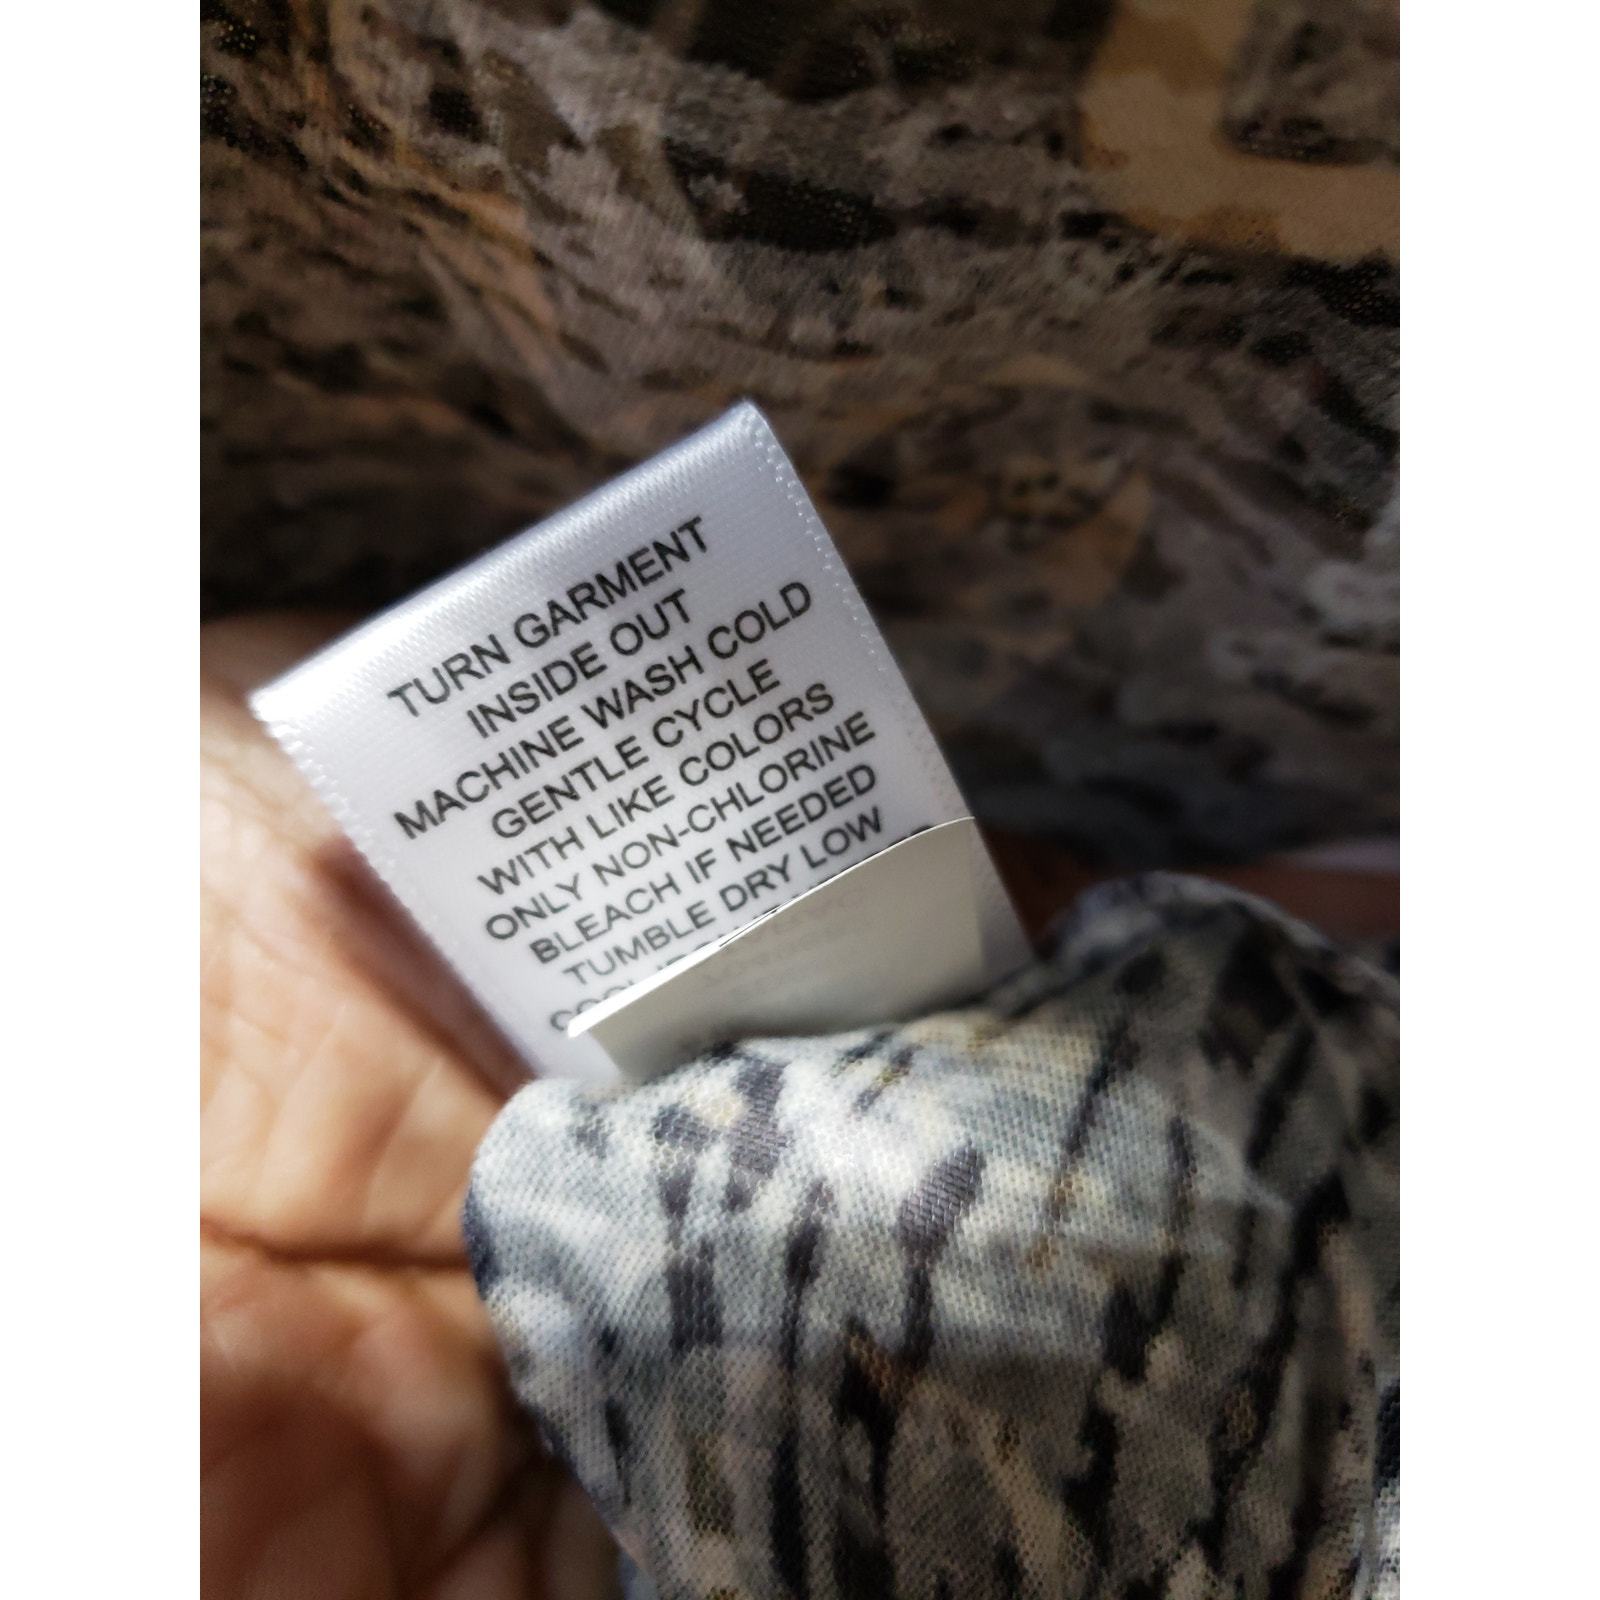 TURN GARMENT
INSIDE OUT
MACHINE WASH COLD
GENTLE CYCLE
WITH LIKE COLORS
ONLY NON-CHLORINE
BLEACH IF NEEDED
TUMBLE DRY LOW